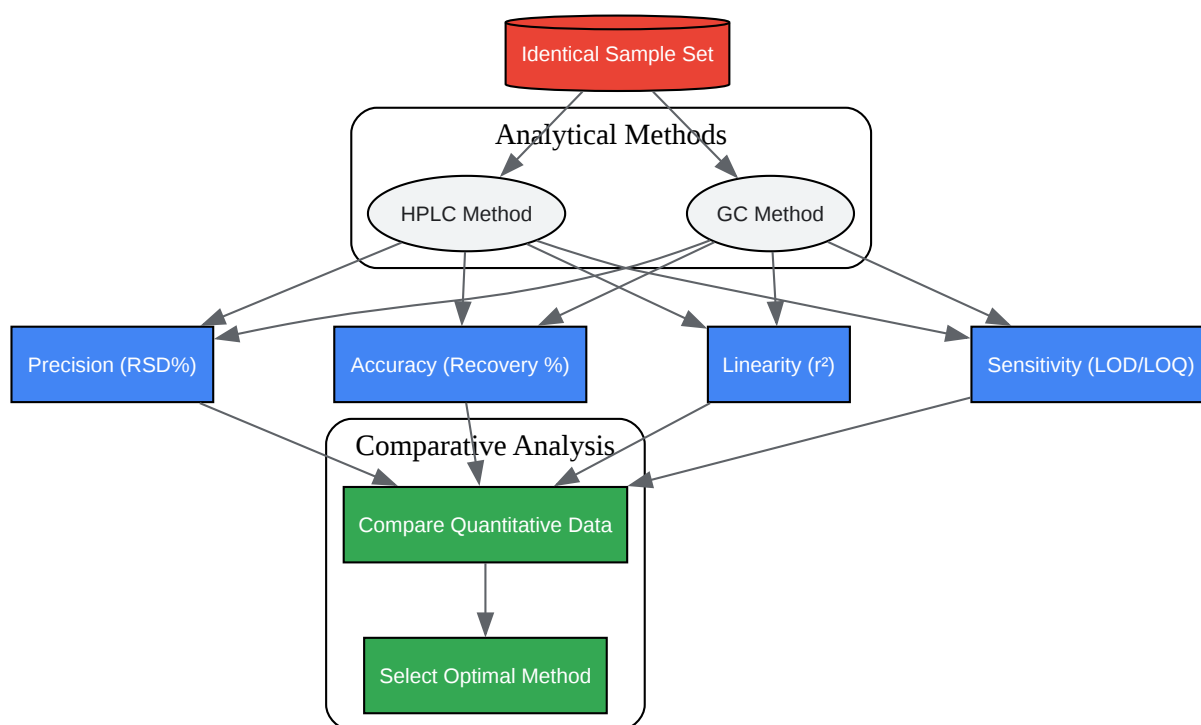 Identical Sample Set
Analytical Methods
HPLC Method
GC Method
Precision (RSD%)
Accuracy (Recovery %)
Linearity (r²)
Sensitivity (LOD/LOQ)
Comparative Analysis
Compare Quantitative Data
Select Optimal Method